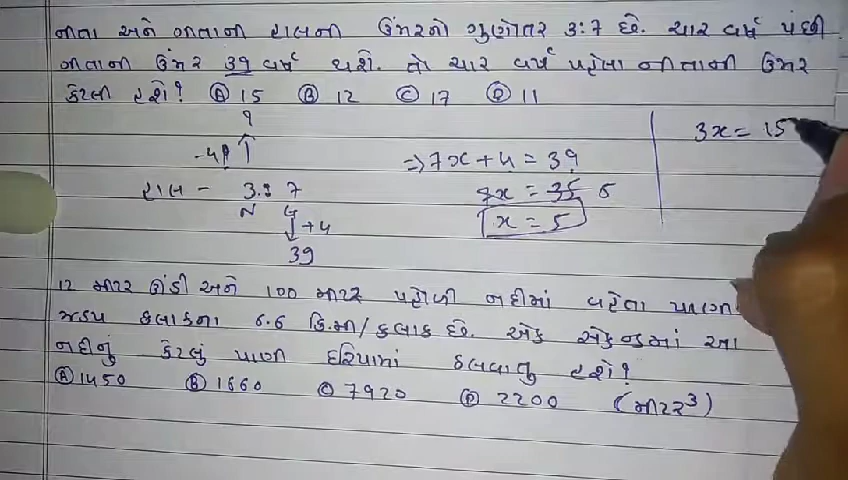 નીતા અને ગીતાની હાલની ઉંમરનો ગુણોતર 3:7 છે. ચાર વર્ષ પછી
ગીતાની ઉંમર 39 વર્ષ થશે. તો ચાર વર્ષ પહેલા નીતાની ઉંમર
કેટલી હશે? Ⓐ 15 Ⓑ 12 Ⓒ 17 Ⓓ 11
?
-4
હાલ - 3 : 7
N G
+4
39
⇒ 7x + 4 = 39
7x = 35 5
x = 5
3x = 15
12 મીટર ઊંડી અને 100 મીટર પહોળી નદીમાં વહેતા
ઝડપ કલાકના 6.6 કિ.મી/કલાક છે. એક સેકન્ડમાં આ
નદીનું કેટલું પાણી દરિયામાં ઠલવાતુ હશે?
Ⓐ 1450 Ⓑ 1660 Ⓒ 7920 Ⓓ 2200 (મીટર³)